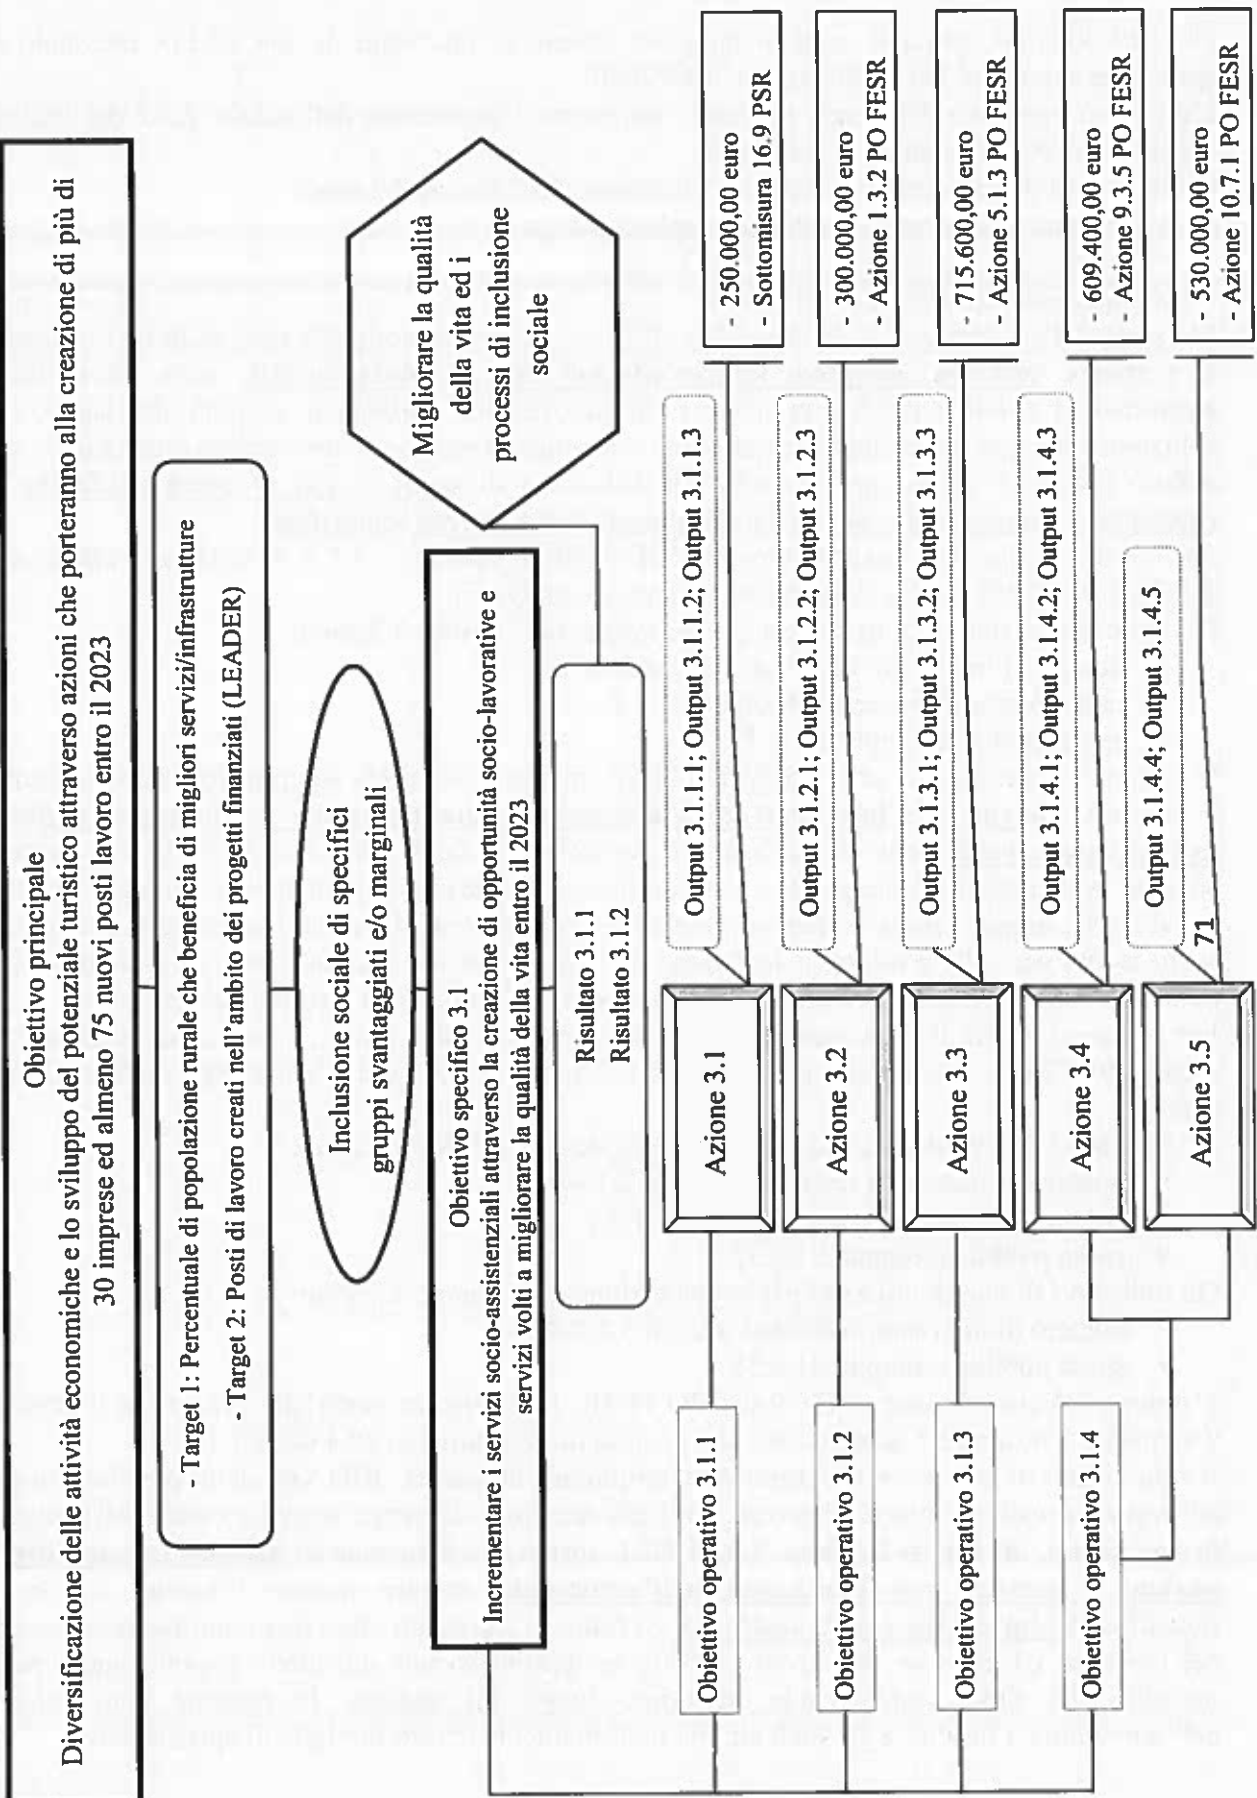 Obiettivo principale
Diversificazione delle attività economiche e lo sviluppo del potenziale turistico attraverso azioni che porteranno alla creazione di più di
30 imprese ed almeno 75 nuovi posti lavoro entro il 2023
- Target 1: Percentuale di popolazione rurale che beneficia di migliori servizi/infrastrutture
- Target 2: Posti di lavoro creati nell'ambito dei progetti finanziati (LEADER)
Inclusione sociale di specifici
gruppi svantaggiati e/o marginali
Migliorare la qualità
della vita ed i
processi di inclusione
sociale
Obiettivo specifico 3.1
Incrementare i servizi socio-assistenziali attraverso la creazione di opportunità socio-lavorative e
servizi volti a migliorare la qualità della vita entro il 2023
Risulato 3.1.1
Risulato 3.1.2
Obiettivo operativo 3.1.1
Azione 3.1
Output 3.1.1.1; Output 3.1.1.2; Output 3.1.1.3
- 250.000,00 euro
- Sottomisura 16.9 PSR
Obiettivo operativo 3.1.2
Azione 3.2
Output 3.1.2.1; Output 3.1.2.2; Output 3.1.2.3
- 300.000,00 euro
- Azione 1.3.2 PO FESR
Obiettivo operativo 3.1.3
Azione 3.3
Output 3.1.3.1; Output 3.1.3.2; Output 3.1.3.3
- 715.600,00 euro
- Azione 5.1.3 PO FESR
Obiettivo operativo 3.1.4
Azione 3.4
Output 3.1.4.1; Output 3.1.4.2; Output 3.1.4.3
- 609.400,00 euro
- Azione 9.3.5 PO FESR
Azione 3.5
Output 3.1.4.4; Output 3.1.4.5
- 530.000,00 euro
- Azione 10.7.1 PO FESR
71